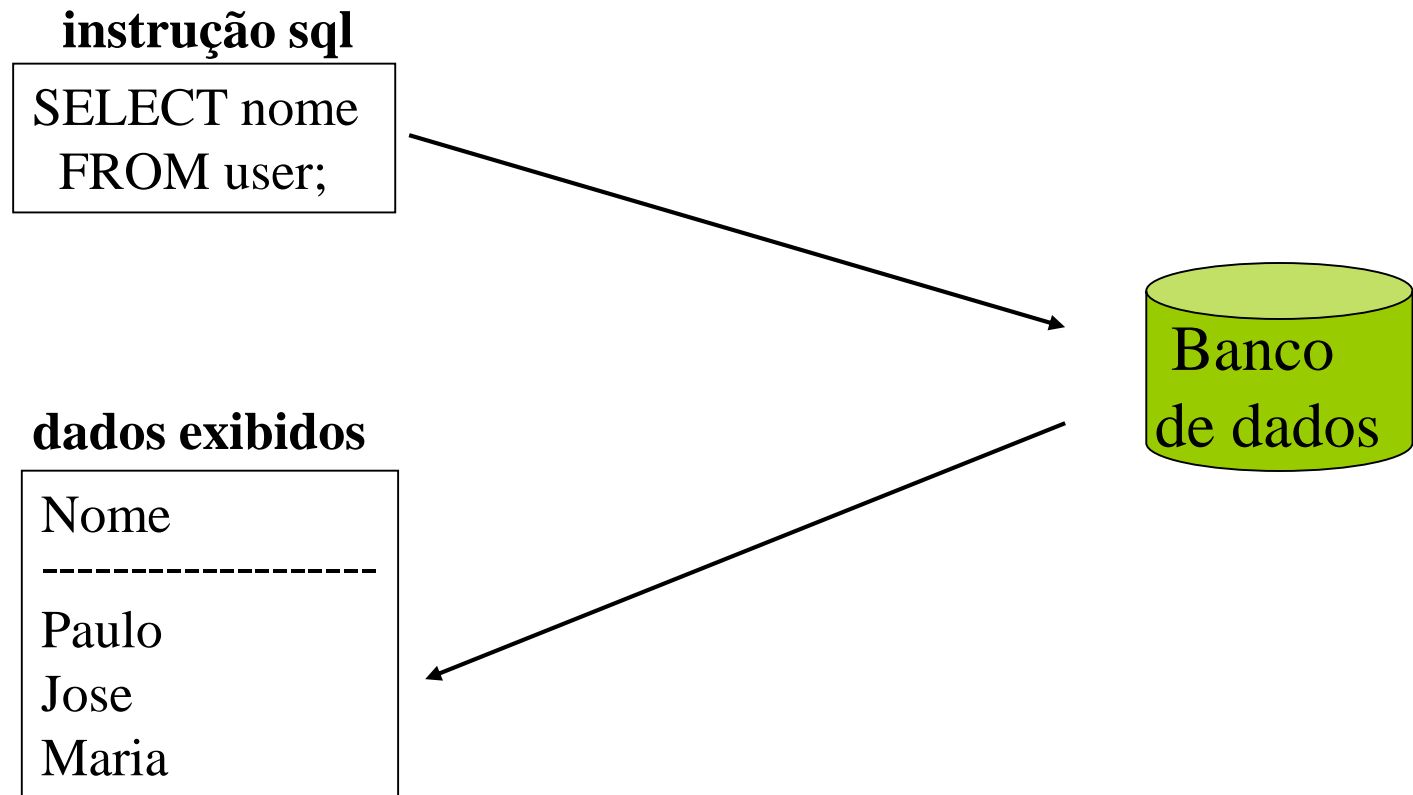 instrução sql
SELECT nome
FROM user;
Banco
de dados
dados exibidos
Nome
-------------------
Paulo
Jose
Maria